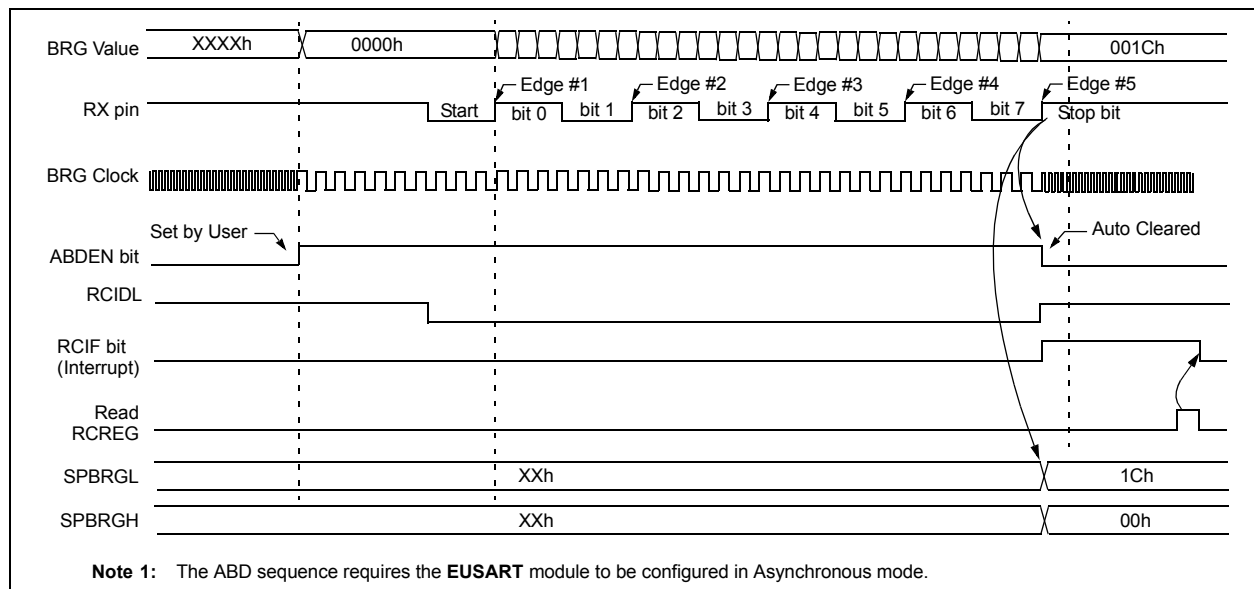 BRG Value XXXXh 0000h 001Ch
Edge #1 Edge #2 Edge #3 Edge #4 Edge #5
RX pin Start bit 0 bit 1 bit 2 bit 3 bit 4 bit 5 bit 6 bit 7 Stop bit
BRG Clock
Set by User Auto Cleared
ABDEN bit
RCIDL
RCIF bit
(Interrupt)
Read
RCREG
SPBRGL XXh 1Ch
SPBRGH XXh 00h
Note 1: The ABD sequence requires the EUSART module to be configured in Asynchronous mode.